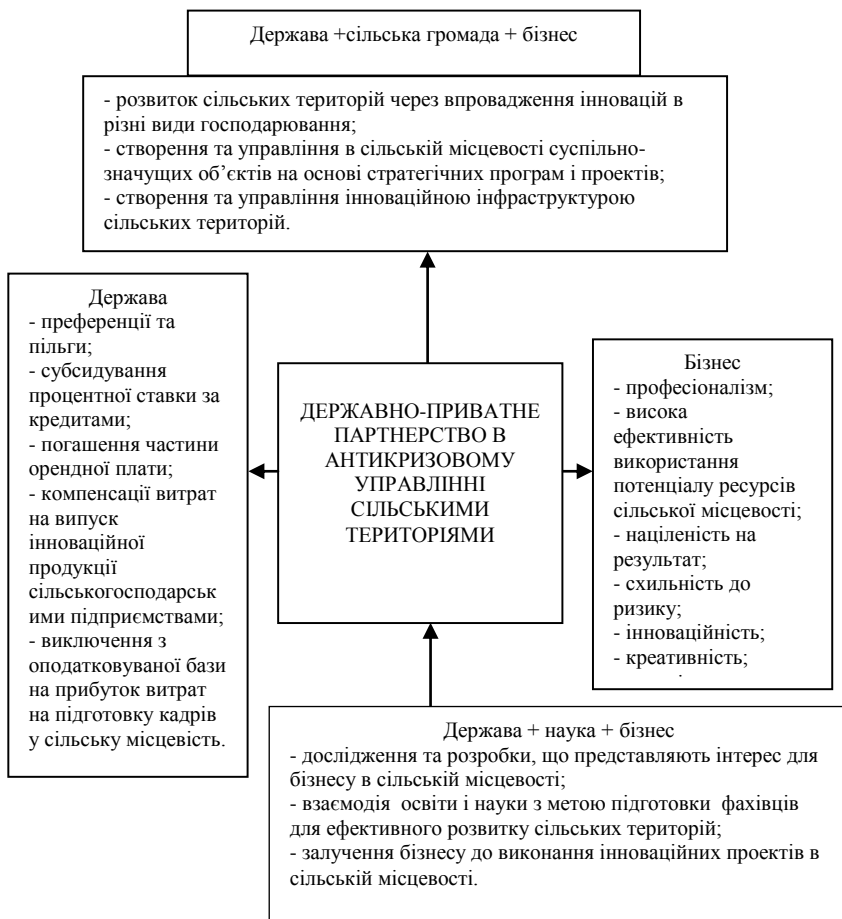 Держава +сільська громада + бізнес
- розвиток сільських територій через впровадження інновацій в
різні види господарювання;
- створення та управління в сільській місцевості суспільно-
значущих об’єктів на основі стратегічних програм і проектів;
- створення та управління інноваційною інфраструктурою
сільських територій.
Держава
- преференції та
пільги;
- субсидування
процентної ставки за
кредитами;
- погашення частини
орендної плати;
- компенсації витрат
на випуск
інноваційної
продукції
сільськогосподарськ
ими підприємствами;
- виключення з
оподатковуваної бази
на прибуток витрат
на підготовку кадрів
у сільську місцевість.
ДЕРЖАВНО-ПРИВАТНЕ
ПАРТНЕРСТВО В
АНТИКРИЗОВОМУ
УПРАВЛІННІ
СІЛЬСЬКИМИ
ТЕРИТОРІЯМИ
Бізнес
- професіоналізм;
- висока
ефективність
використання
потенціалу ресурсів
сільської місцевості;
- націленість на
результат;
- схильність до
ризику;
- інноваційність;
- креативність;
Держава + наука + бізнес
- дослідження та розробки, що представляють інтерес для
бізнесу в сільській місцевості;
- взаємодія освіти і науки з метою підготовки фахівців
для ефективного розвитку сільських територій;
- залучення бізнесу до виконання інноваційних проектів в
сільській місцевості.